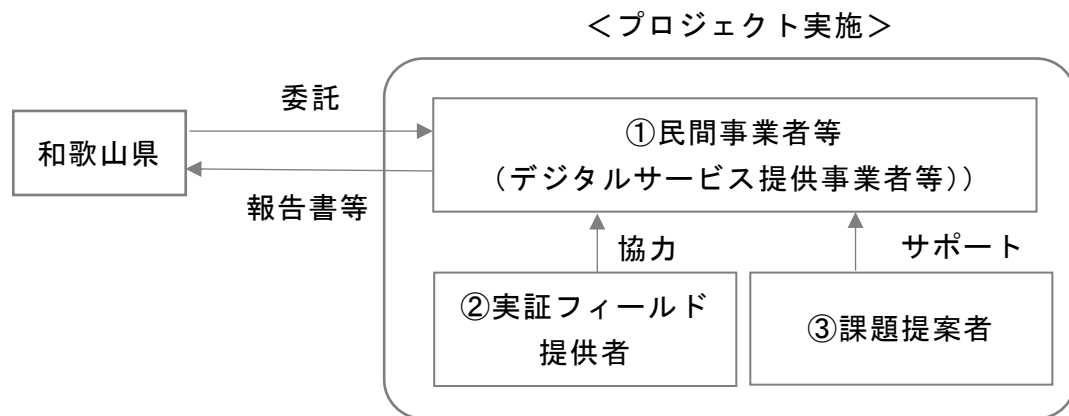 ＜プロジェクト実施＞
委託
和歌山県
報告書等
①民間事業者等
（デジタルサービス提供事業者等））
協力
サポート
②実証フィールド
提供者
③課題提案者